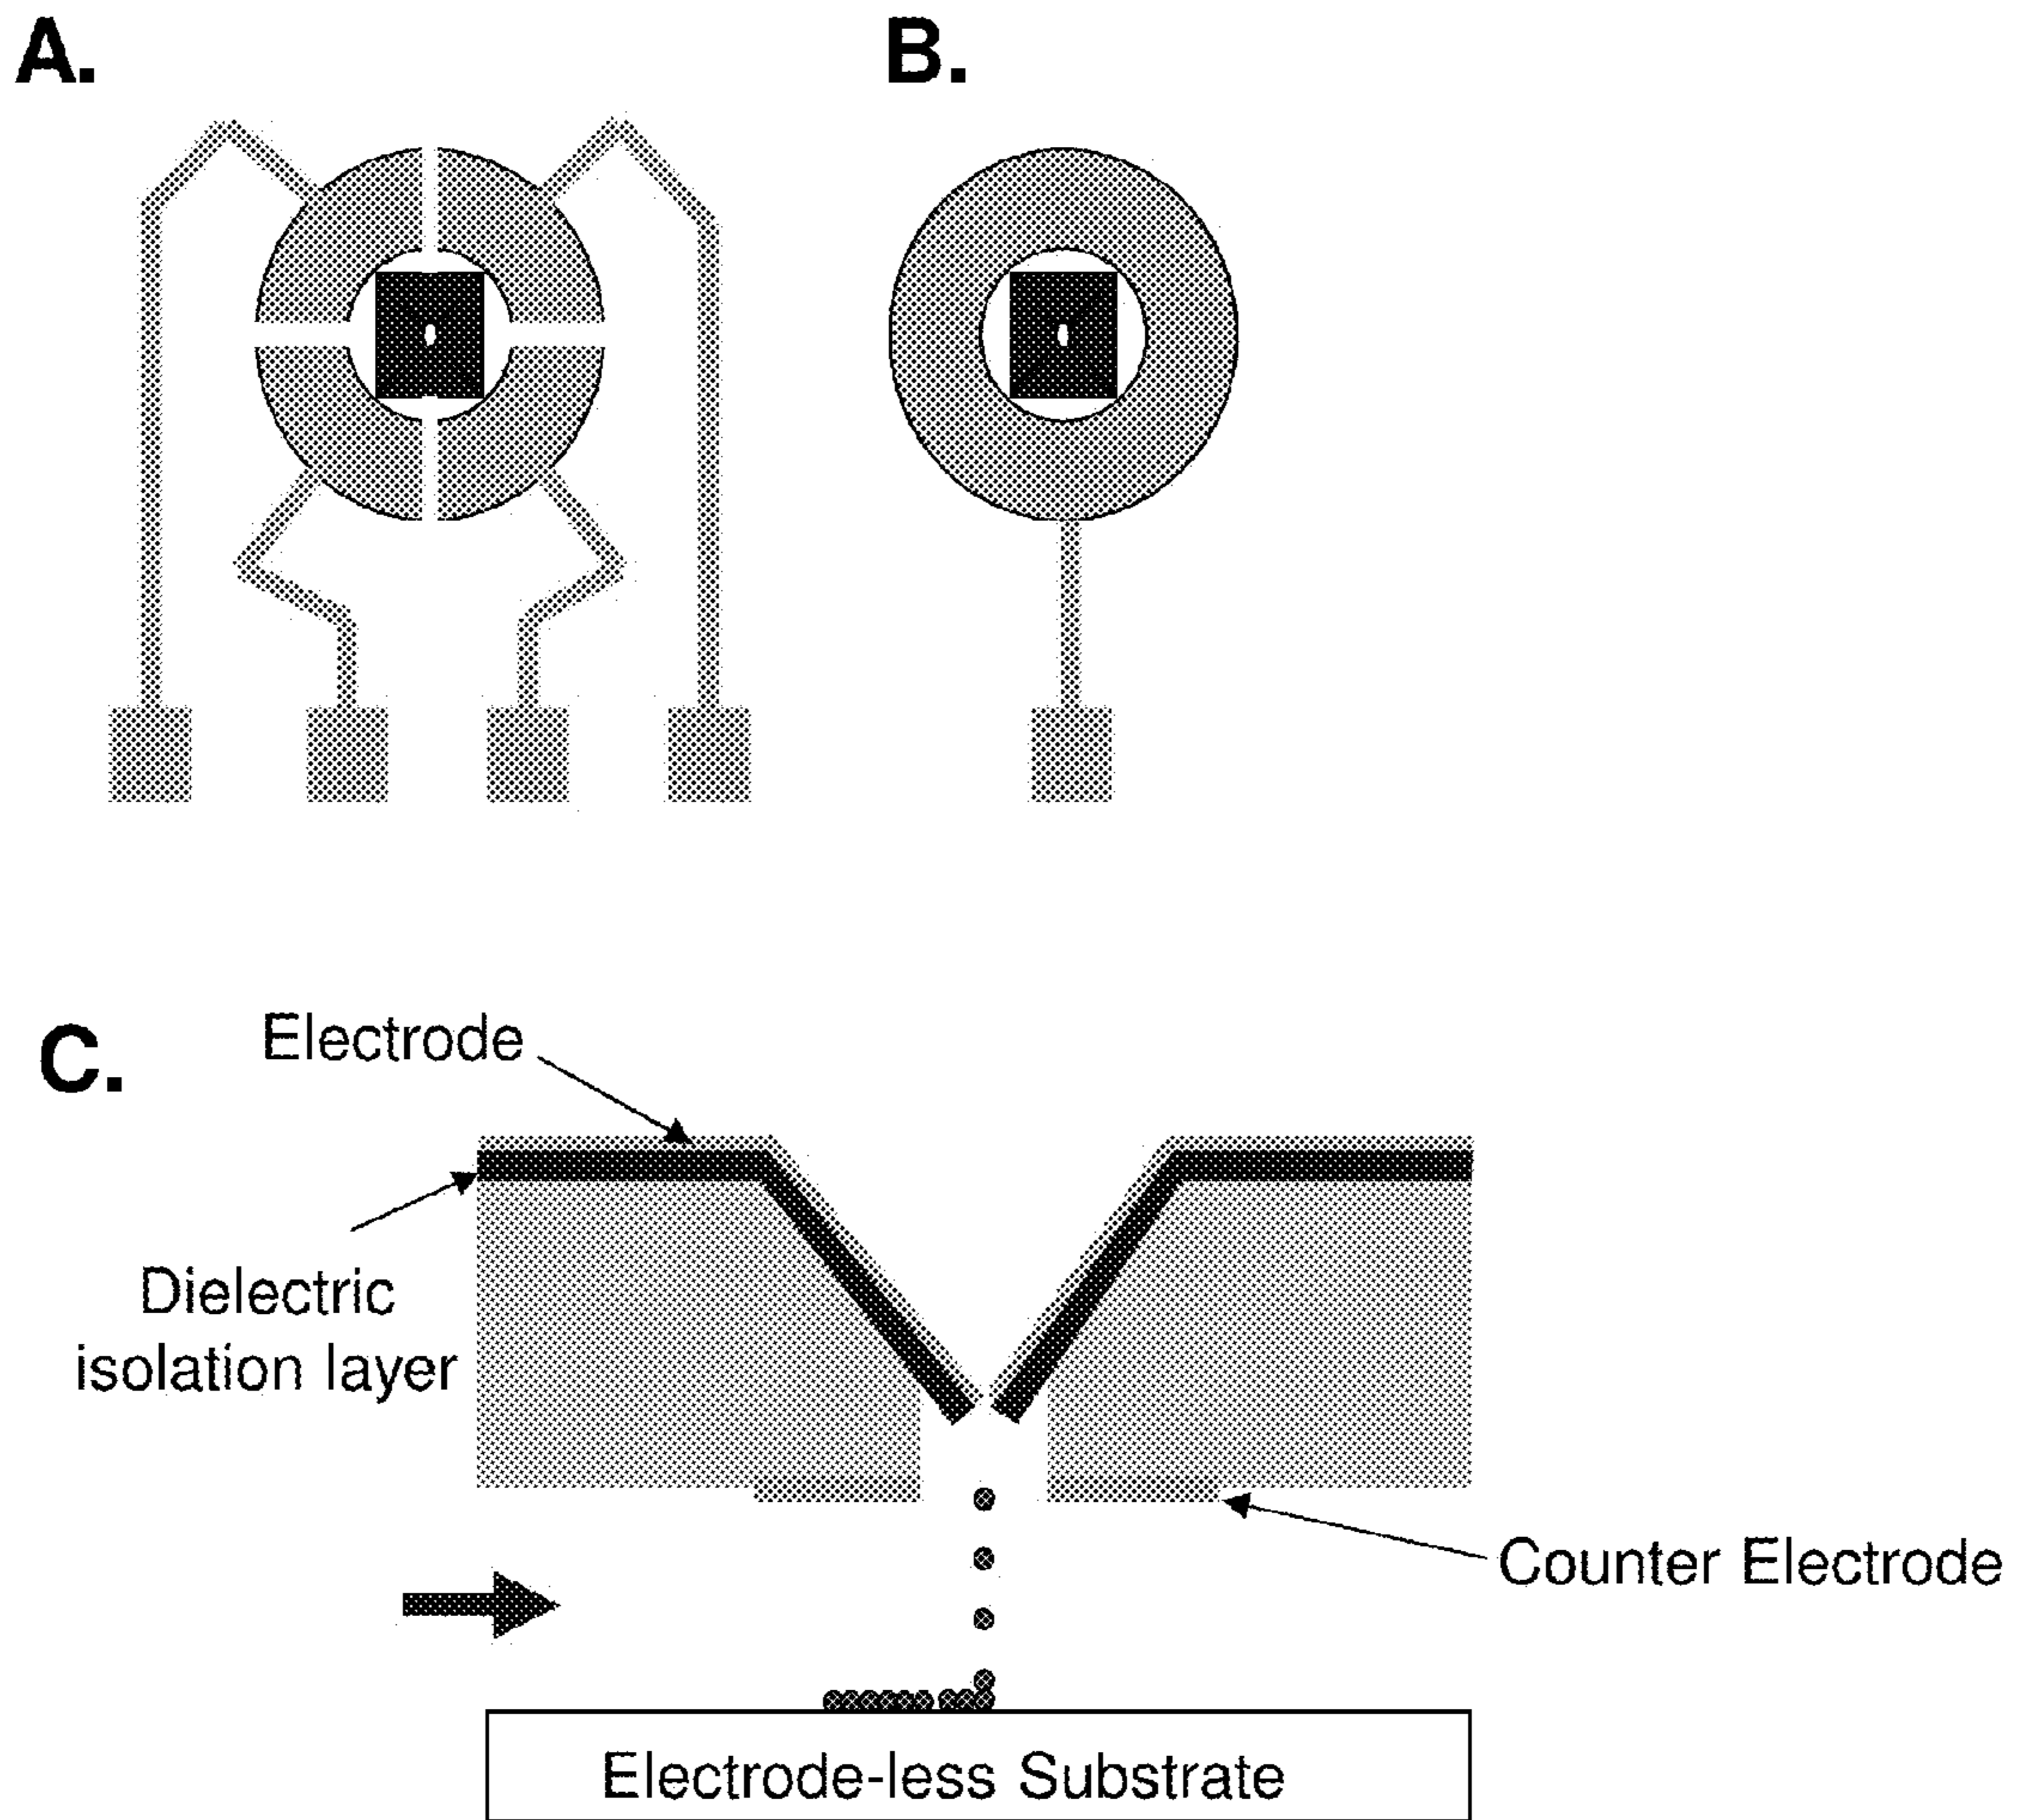 A.
B.
C.
Electrode
Dielectric
isolation layer
Counter Electrode
Electrode-less Substrate